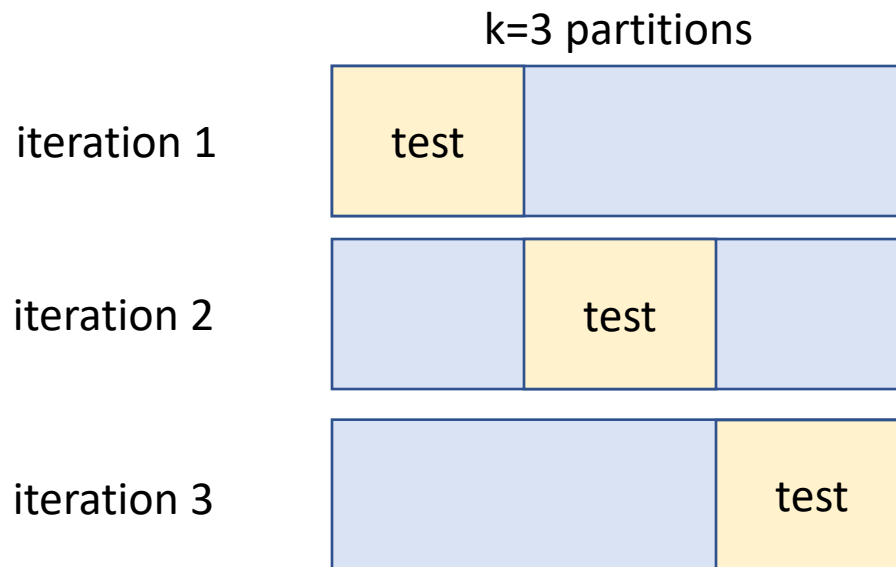 k=3 partitions
iteration 1
test
iteration 2
test
iteration 3
test